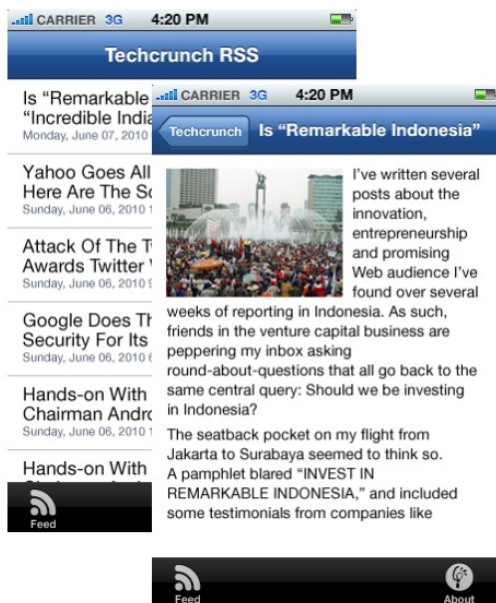 CARRIER 3G 4:20 PM
Techcrunch RSS
Is “Remarkable
“Incredible India
Monday, June 07, 2010
Yahoo Goes All
Here Are The
Sunday, June 06, 2010
Attack Of The
Awards Twitter
Sunday, June 06, 2010
Google Does
Security For Its
Sunday, June 06, 2010
Hands-on With
Chairman
Sunday, June 06, 2010
Hands-on With
Feed
CARRIER 3G 4:20 PM
Techcrunch Is “Remarkable Indonesia”
I’ve written several
posts about the
innovation,
entrepreneurship
and promising
Web audience I’ve
found over several
weeks of reporting in Indonesia. As such,
friends in the venture capital business are
peppering my inbox asking
round-about-questions that all go back to the
same central query: Should we be investing
in Indonesia?
The seatback pocket on my flight from
Jakarta to Surabaya seemed to think so.
A pamphlet blared “INVEST IN
REMARKABLE INDONESIA,” and included
some testimonials from companies like
Feed About